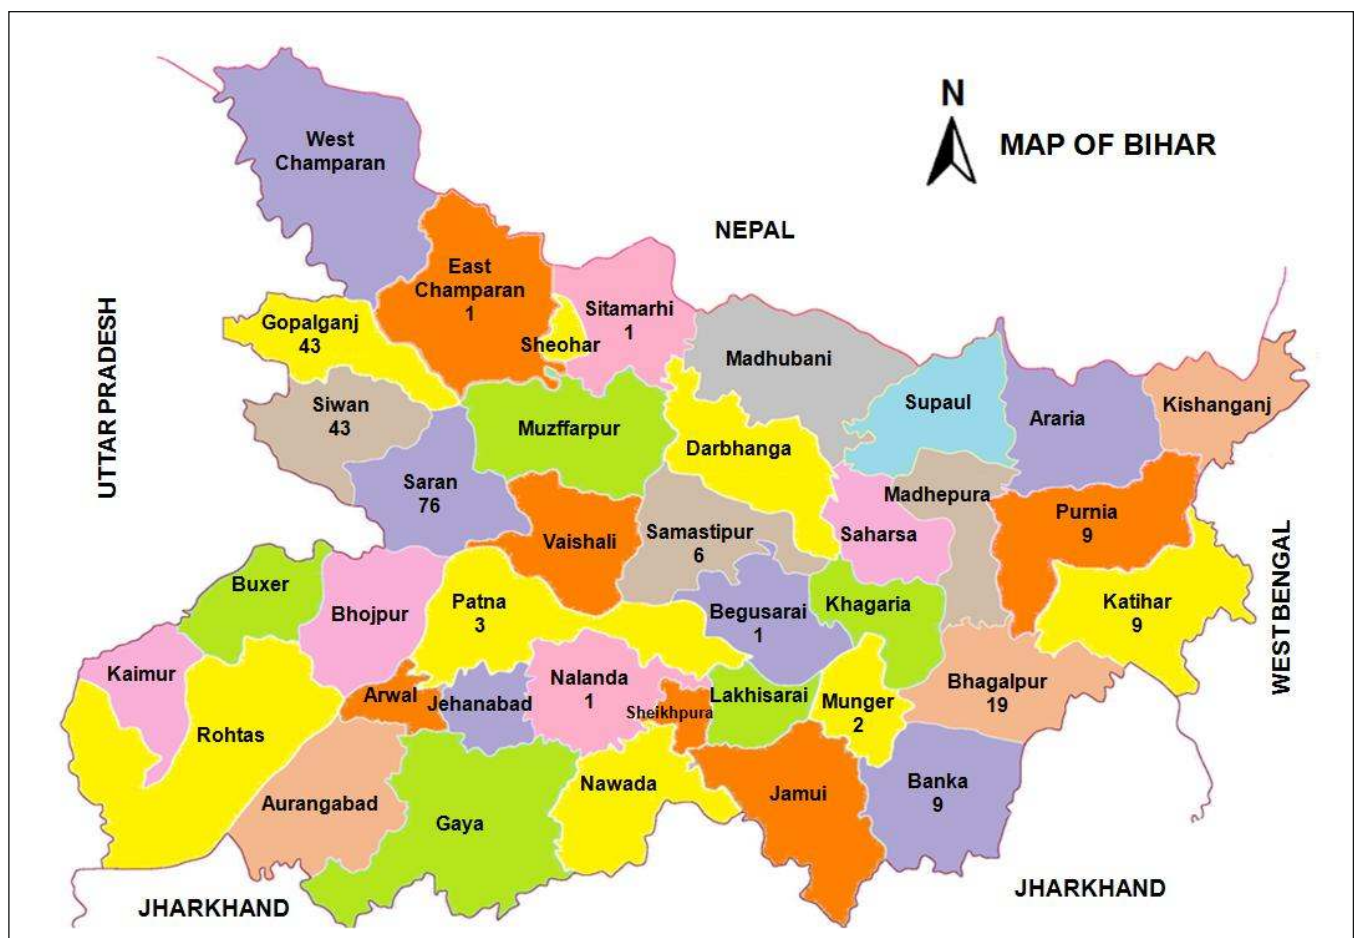 N
MAP OF BIHAR
West
Champaran
NEPAL
East
Champaran
1
Sitamarhi
1
Gopalganj
43
Sheohar
Madhubani
UTTAR PRADESH
Siwan
43
Supaul
Araria
Kishanganj
Muzffarpur
Darbhanga
Saran
76
Madhepura
Purnia
9
Vaishali
Samastipur
6
Saharsa
WEST BENGAL
Buxer
Bhojpur
Patna
3
Begusarai
1
Khagaria
Katihar
9
Kaimur
Arwal
Jehanabad
Nalanda
1
Sheikhpura
Lakhisarai
Munger
2
Bhagalpur
19
Rohtas
Aurangabad
Gaya
Nawada
Jamui
Banka
9
JHARKHAND
JHARKHAND